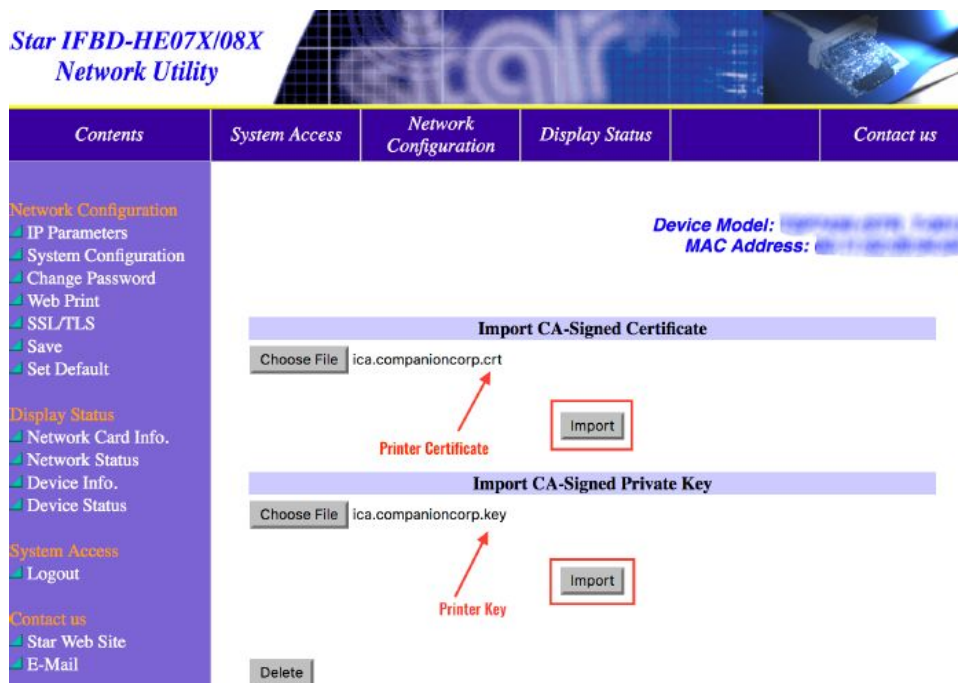 Star IFBD-HE07X/08X
Network Utility
star
Contents
System Access
Network
Configuration
Display Status
Contact us
Network Configuration
IP Parameters
System Configuration
Change Password
Web Print
SSL/TLS
Save
Set Default
Display Status
Network Card Info.
Network Status
Device Info.
Device Status
System Access
Logout
Contact us
Star Web Site
E-Mail
Device Model:
MAC Address:
Import CA-Signed Certificate
Choose File ica.companioncorp.crt
Import
Printer Certificate
Import CA-Signed Private Key
Choose File ica.companioncorp.key
Import
Printer Key
Delete